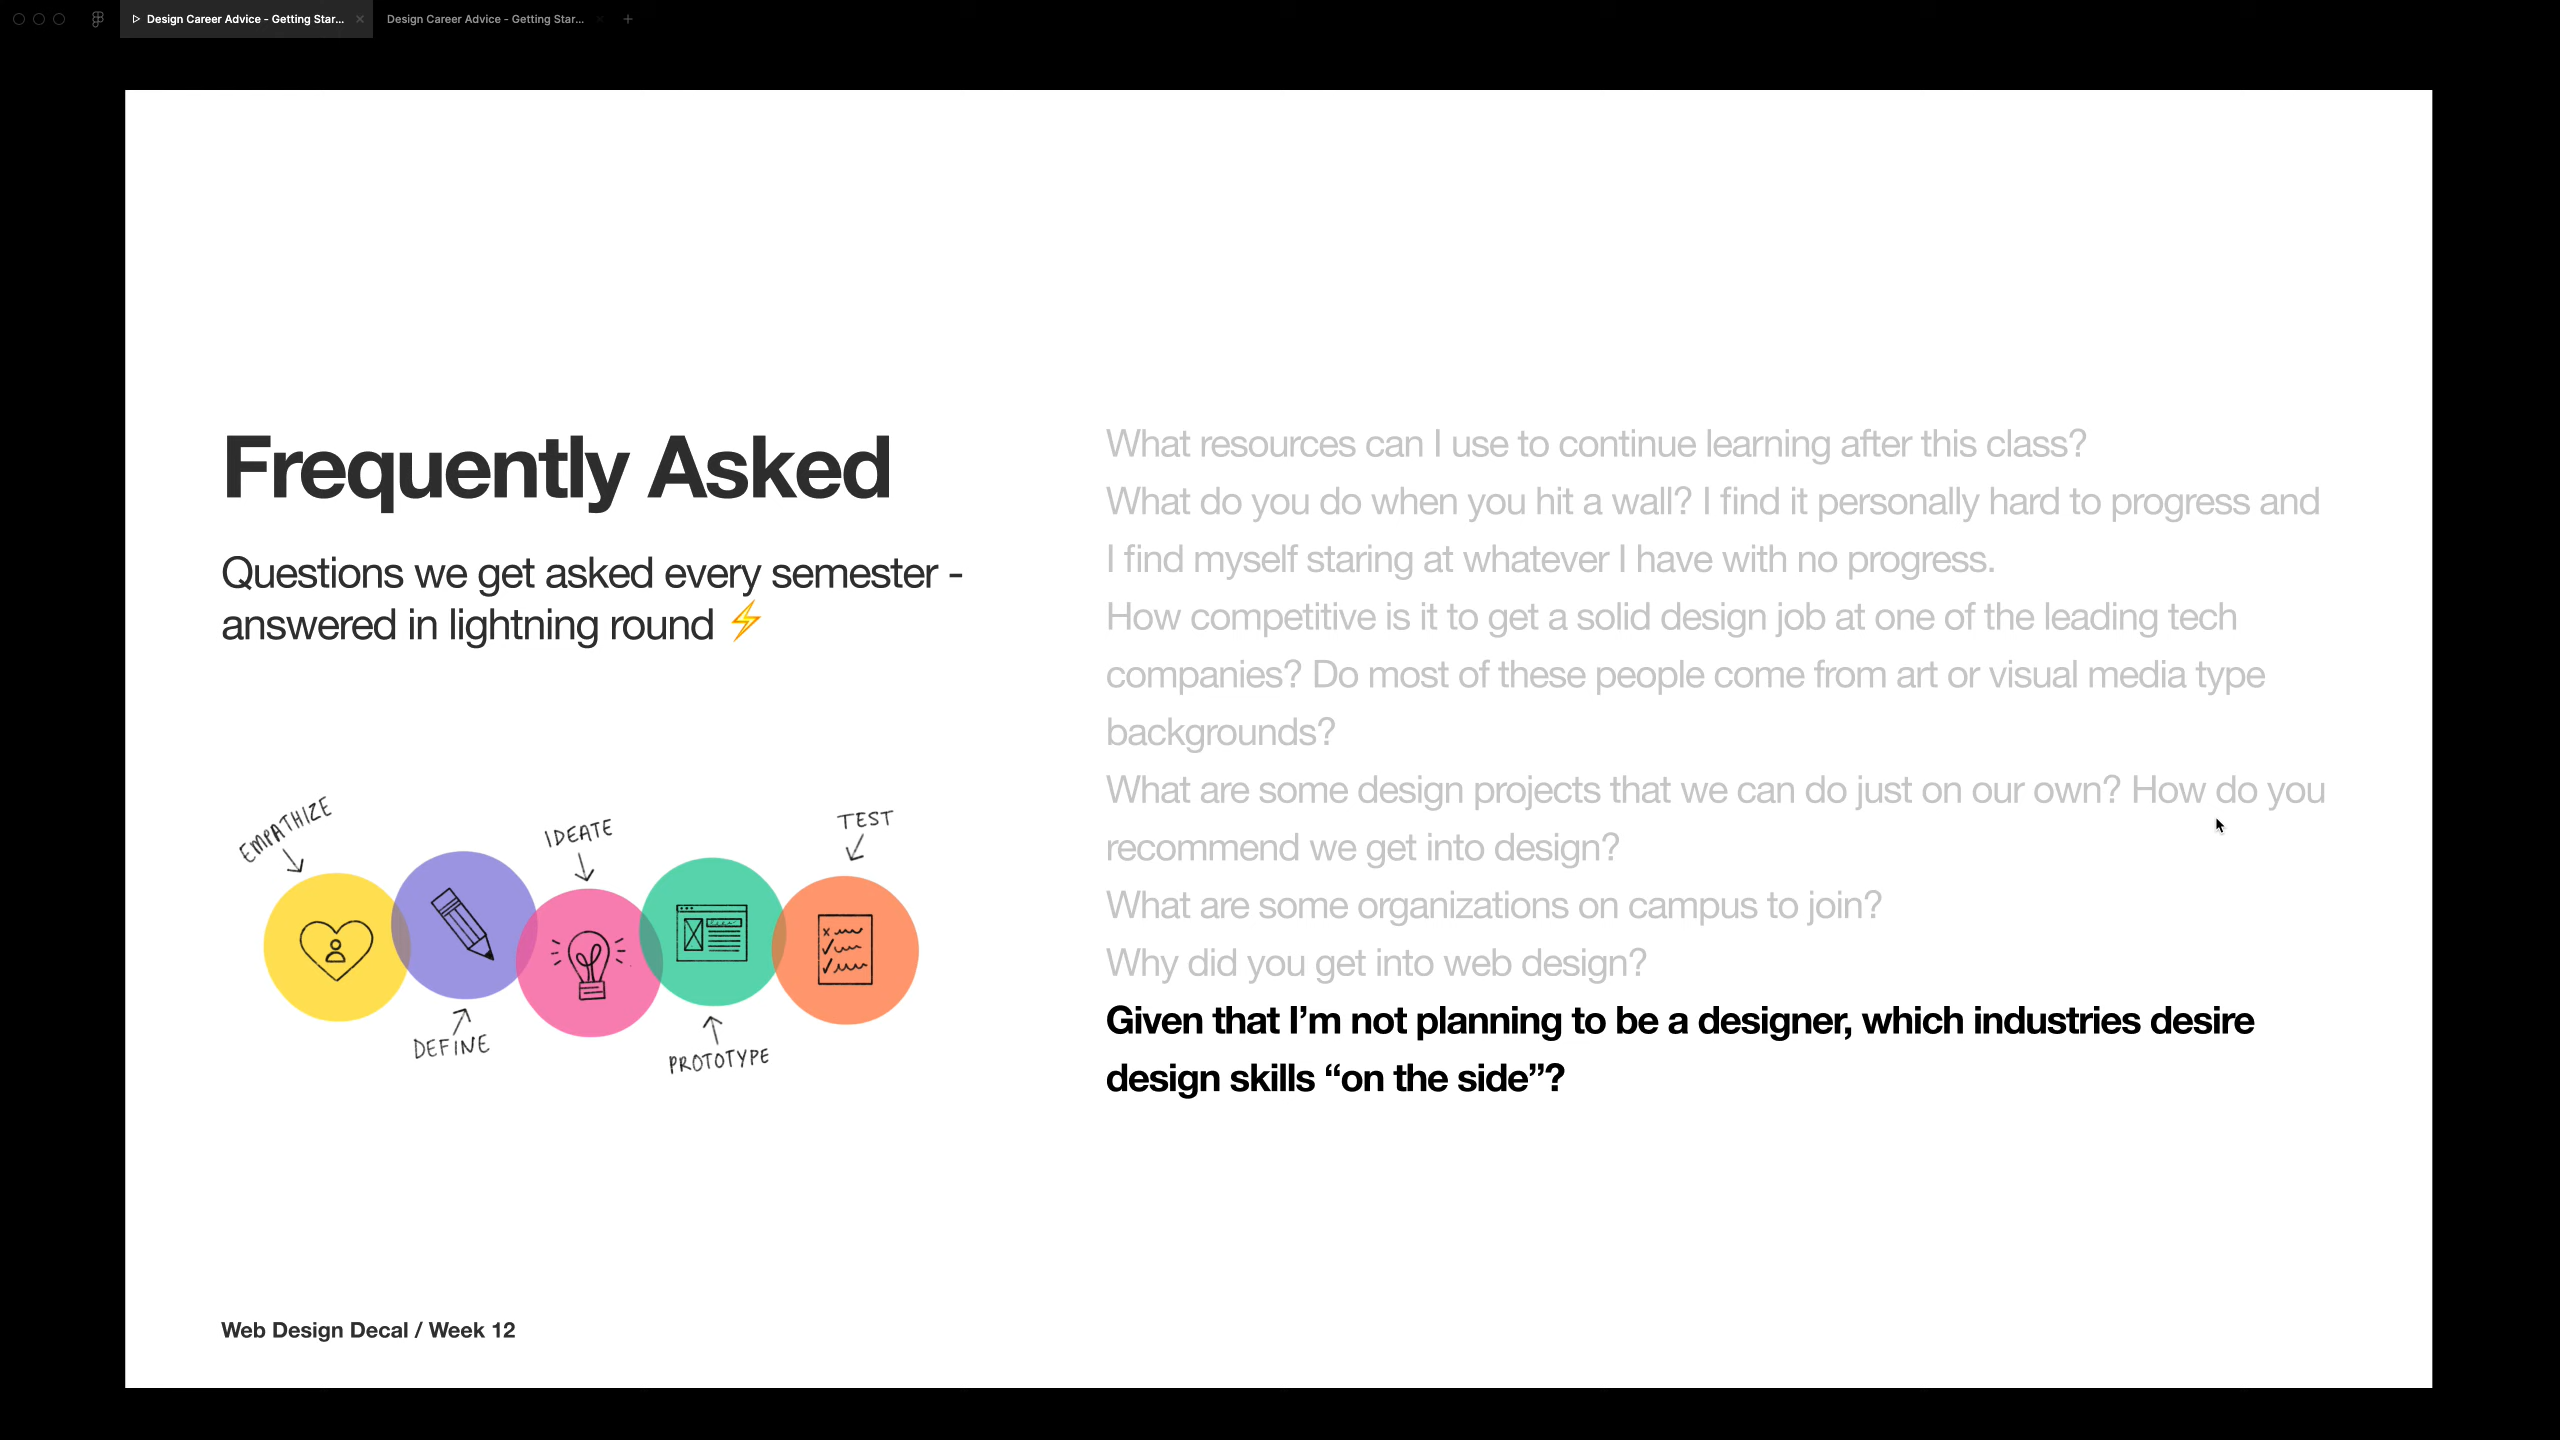 Design Career Advice - Getting Star...
Design Career Advice - Getting Star...
Frequently Asked
Questions we get asked every semester -
answered in lightning round ⚡
EMPATHIZE
DEFINE
IDEATE
PROTOTYPE
TEST
What resources can I use to continue learning after this class?
What do you do when you hit a wall? I find it personally hard to progress and
I find myself staring at whatever I have with no progress.
How competitive is it to get a solid design job at one of the leading tech
companies? Do most of these people come from art or visual media type
backgrounds?
What are some design projects that we can do just on our own? How do you
recommend we get into design?
What are some organizations on campus to join?
Why did you get into web design?
Given that I’m not planning to be a designer, which industries desire
design skills “on the side”?
Web Design Decal / Week 12